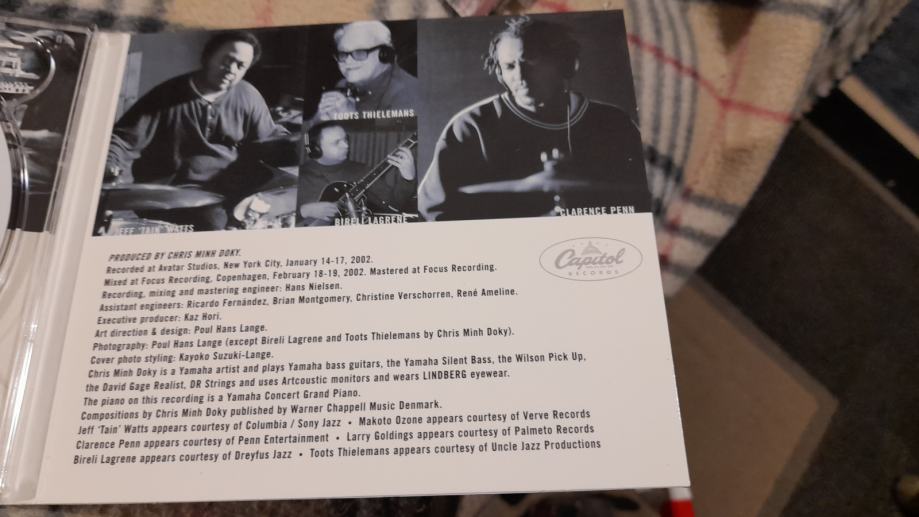 TOOTS THIELEMANS
JEFF "TAIN" WATTS
BIRELI LAGRENE
CLARENCE PENN
Capitol
RECORDS
PRODUCED BY CHRIS MINH DOKY.
Recorded at Avatar Studios, New York City, January 14-17, 2002.
Mixed at Focus Recording, Copenhagen, February 18-19, 2002. Mastered at Focus Recording.
Recording, mixing and mastering engineer: Hans Nielsen.
Assistant engineers: Ricardo Fernández, Brian Montgomery, Christine Verschorren, René Ameline.
Executive producer: Kaz Hori.
Art direction & design: Poul Hans Lange.
Photography: Poul Hans Lange (except Bireli Lagrene and Toots Thielemans by Chris Minh Doky).
Cover photo styling: Kayoko Suzuki-Lange.
Chris Minh Doky is a Yamaha artist and plays Yamaha bass guitars, the Yamaha Silent Bass, the Wilson Pick Up,
the David Gage Realist, DR Strings and uses Artcoustic monitors and wears LINDBERG eyewear.
The piano on this recording is a Yamaha Concert Grand Piano.
Compositions by Chris Minh Doky published by Warner Chappell Music Denmark.
Jeff 'Tain' Watts appears courtesy of Columbia / Sony Jazz • Makoto Ozone appears courtesy of Verve Records
Clarence Penn appears courtesy of Penn Entertainment • Larry Goldings appears courtesy of Palmeto Records
Bireli Lagrene appears courtesy of Dreyfus Jazz • Toots Thielemans appears courtesy of Uncle Jazz Productions